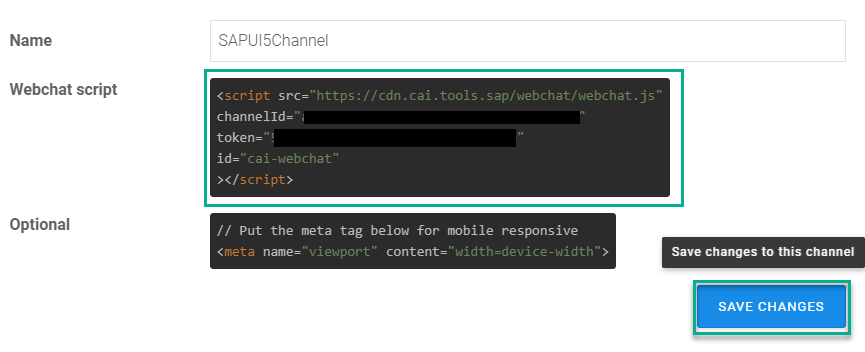 Name
SAPUI5Channel
Webchat script
<script src="https://cdn.cai.tools.sap/webchat/webchat.js"
channelId=" "
token=" "
id="cai-webchat"
></script>
Optional
// Put the meta tag below for mobile responsive
<meta name="viewport" content="width=device-width">
Save changes to this channel
SAVE CHANGES